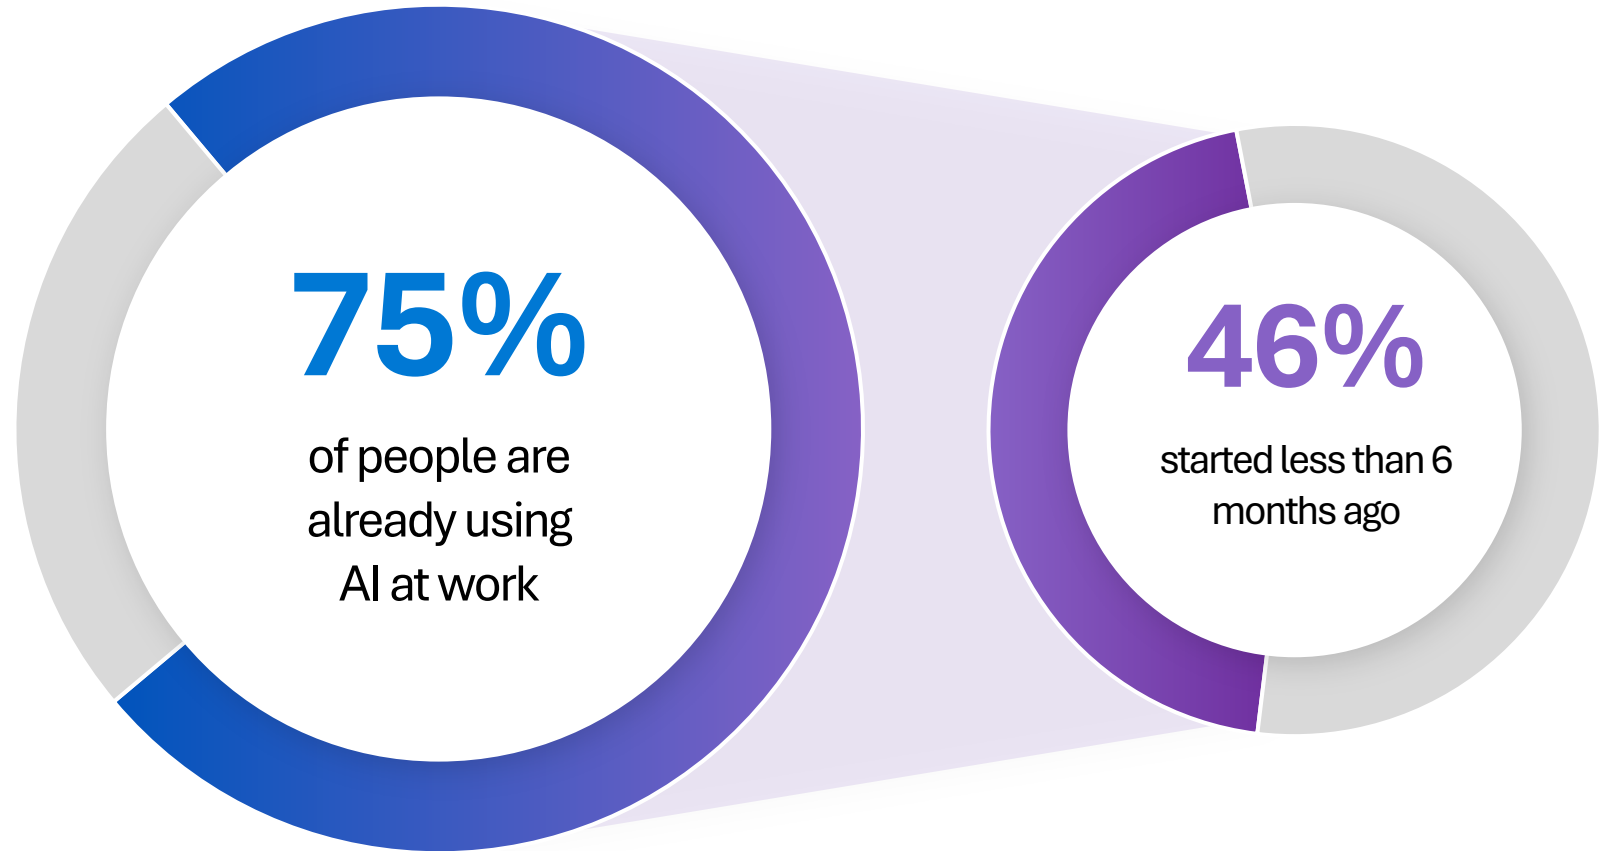 75%
of people are
already using
AI at work
46%
started less than 6
months ago